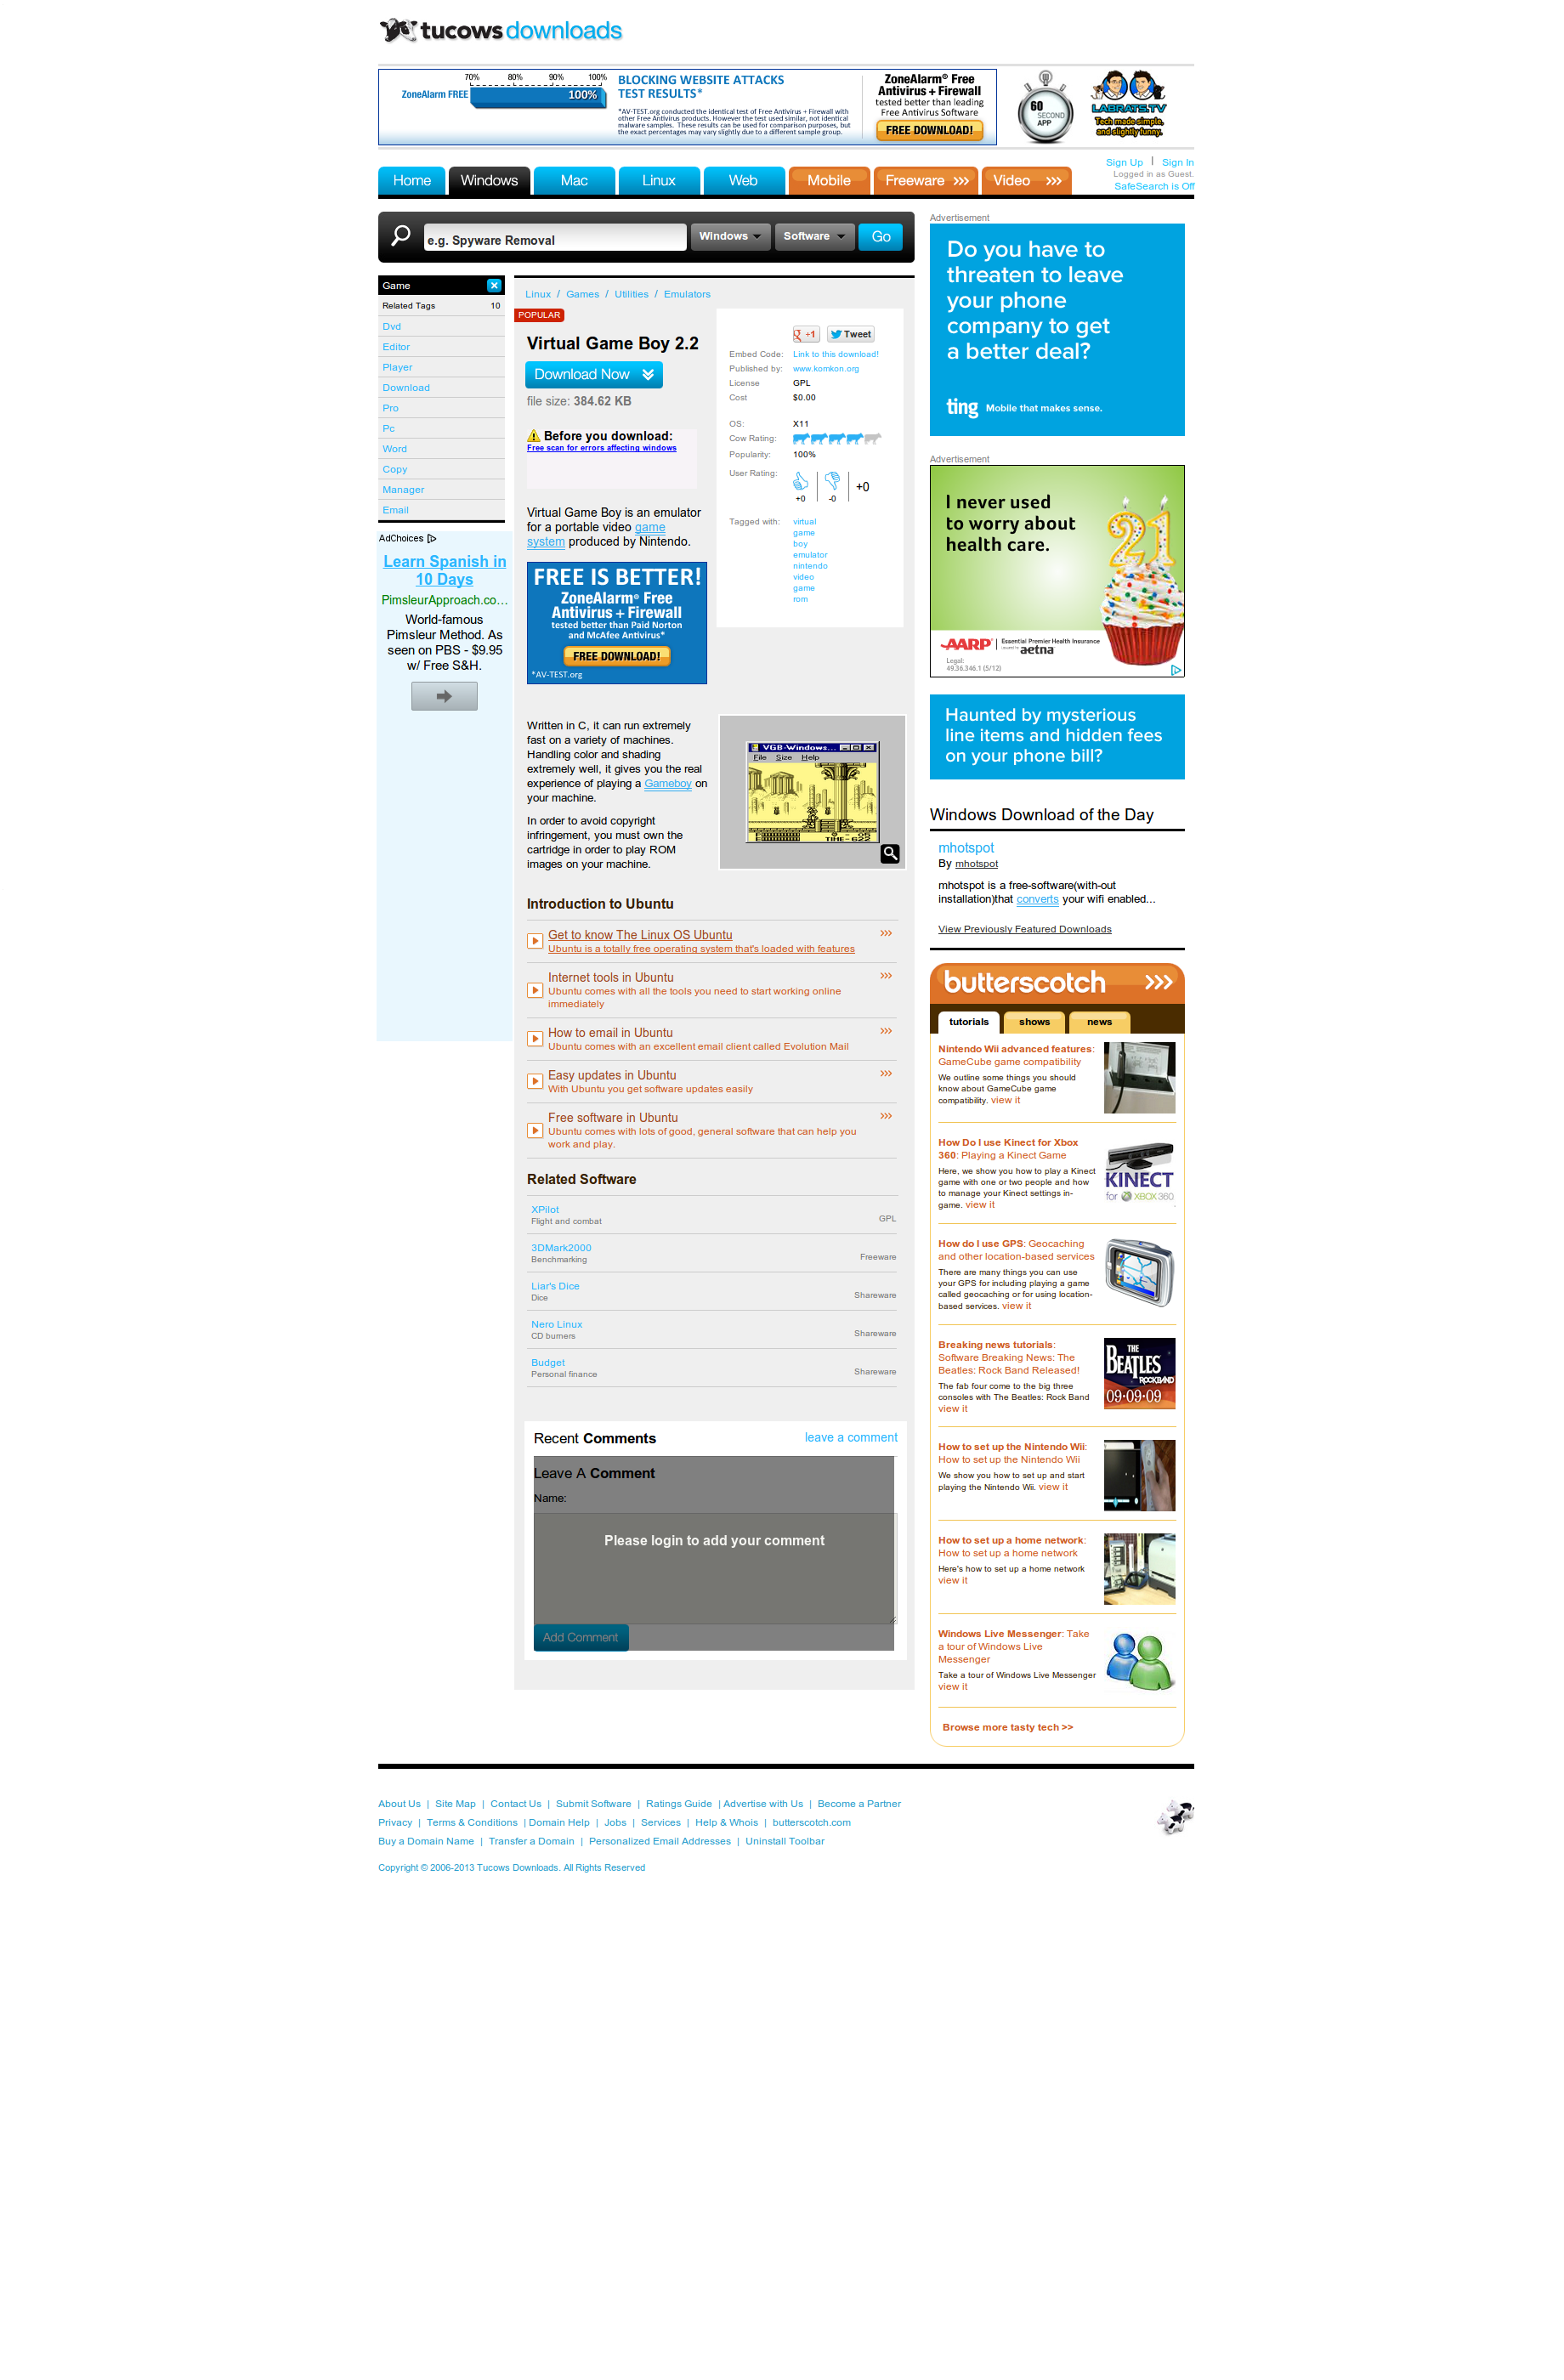 tucows downloads
70% 80% 90% 100%
ZoneAlarm FREE 100%
BLOCKING WEBSITE ATTACKS
TEST RESULTS*
*AV-TEST.org conducted the identical test of Free Antivirus + Firewall with
other Free Antivirus products. However the test used similar, not identical
malware samples. These results can be used for comparison purposes, but
the exact percentages may vary slightly due to a different sample group.
ZoneAlarm® Free
Antivirus + Firewall
tested better than leading
Free Antivirus Software
FREE DOWNLOAD!
60
SECOND
APP
LABRATS.TV
Tech made simple,
and slightly funny.
Sign Up | Sign In
Logged in as Guest.
SafeSearch is Off
Home Windows Mac Linux Web Mobile Freeware Video
e.g. Spyware Removal
Windows Software Go
Game
Related Tags 10
Dvd
Editor
Player
Download
Pro
Pc
Word
Copy
Manager
Email
AdChoices
Learn Spanish in
10 Days
PimsleurApproach.co...
World-famous
Pimsleur Method. As
seen on PBS - $9.95
w/ Free S&H.
Linux / Games / Utilities / Emulators
POPULAR
Virtual Game Boy 2.2
Download Now
file size: 384.62 KB
Before you download:
Free scan for errors affecting windows
Virtual Game Boy is an emulator
for a portable video game
system produced by Nintendo.
FREE IS BETTER!
ZoneAlarm® Free
Antivirus + Firewall
tested better than Paid Norton
and McAfee Antivirus*
FREE DOWNLOAD!
*AV-TEST.org
+1 Tweet
Embed Code: Link to this download!
Published by: www.komkon.org
License GPL
Cost $0.00
OS: X11
Cow Rating:
Popularity: 100%
User Rating:
+0 -0 +0
Tagged with: virtual
game
boy
emulator
nintendo
video
game
rom
Written in C, it can run extremely
fast on a variety of machines.
Handling color and shading
extremely well, it gives you the real
experience of playing a Gameboy on
your machine.
In order to avoid copyright
infringement, you must own the
cartridge in order to play ROM
images on your machine.
VGB-Windows...
File Size Help
TIME-622
Introduction to Ubuntu
Get to know The Linux OS Ubuntu
Ubuntu is a totally free operating system that's loaded with features
Internet tools in Ubuntu
Ubuntu comes with all the tools you need to start working online
immediately
How to email in Ubuntu
Ubuntu comes with an excellent email client called Evolution Mail
Easy updates in Ubuntu
With Ubuntu you get software updates easily
Free software in Ubuntu
Ubuntu comes with lots of good, general software that can help you
work and play.
Related Software
XPilot
Flight and combat GPL
3DMark2000
Benchmarking Freeware
Liar's Dice
Dice Shareware
Nero Linux
CD burners Shareware
Budget
Personal finance Shareware
Recent Comments leave a comment
Leave A Comment
Name:
Please login to add your comment
Add Comment
Advertisement
Do you have to
threaten to leave
your phone
company to get
a better deal?
ting Mobile that makes sense.
Advertisement
I never used
to worry about
health care.
21
AARP | Essential Premier Health Insurance
aetna
Legal:
49.36.346.1 (5/12)
Haunted by mysterious
line items and hidden fees
on your phone bill?
Windows Download of the Day
mhotspot
By mhotspot
mhotspot is a free-software(with-out
installation)that converts your wifi enabled...
View Previously Featured Downloads
butterscotch
tutorials shows news
Nintendo Wii advanced features:
GameCube game compatibility
We outline some things you should
know about GameCube game
compatibility. view it
How Do I use Kinect for Xbox
360: Playing a Kinect Game
Here, we show you how to play a Kinect
game with one or two people and how
to manage your Kinect settings in-
game. view it
KINECT
for XBOX 360
How do I use GPS: Geocaching
and other location-based services
There are many things you can use
your GPS for including playing a game
called geocaching or for using location-
based services. view it
Breaking news tutorials:
Software Breaking News: The
Beatles: Rock Band Released!
The fab four come to the big three
consoles with The Beatles: Rock Band
view it
THE
BEATLES
ROCKBAND
09·09·09
How to set up the Nintendo Wii:
How to set up the Nintendo Wii
We show you how to set up and start
playing the Nintendo Wii. view it
How to set up a home network:
How to set up a home network
Here's how to set up a home network
view it
Windows Live Messenger: Take
a tour of Windows Live
Messenger
Take a tour of Windows Live Messenger
view it
Browse more tasty tech >>
About Us | Site Map | Contact Us | Submit Software | Ratings Guide | Advertise with Us | Become a Partner
Privacy | Terms & Conditions | Domain Help | Jobs | Services | Help & Whois | butterscotch.com
Buy a Domain Name | Transfer a Domain | Personalized Email Addresses | Uninstall Toolbar
Copyright © 2006-2013 Tucows Downloads. All Rights Reserved